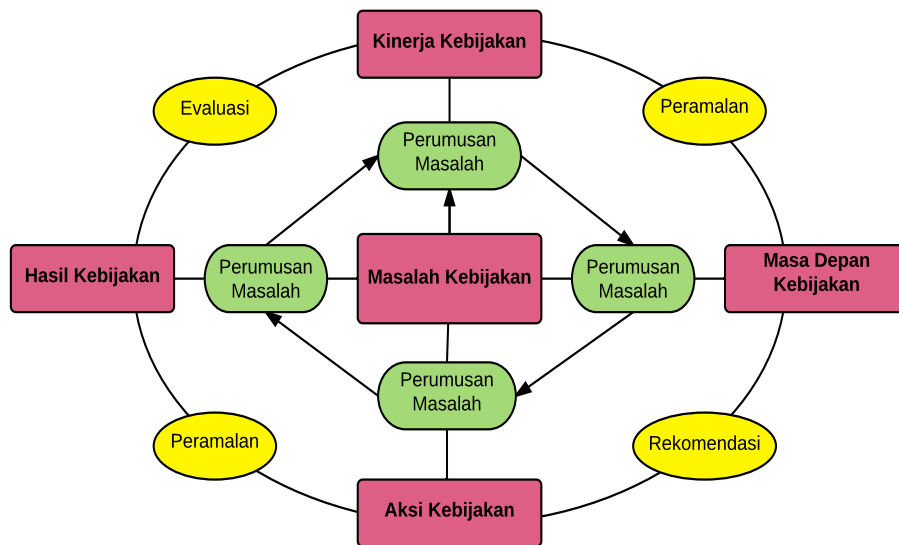 Kinerja Kebijakan
Evaluasi
Peramalan
Perumusan
Masalah
Hasil Kebijakan
Perumusan
Masalah
Masalah Kebijakan
Perumusan
Masalah
Masa Depan
Kebijakan
Perumusan
Masalah
Peramalan
Rekomendasi
Aksi Kebijakan